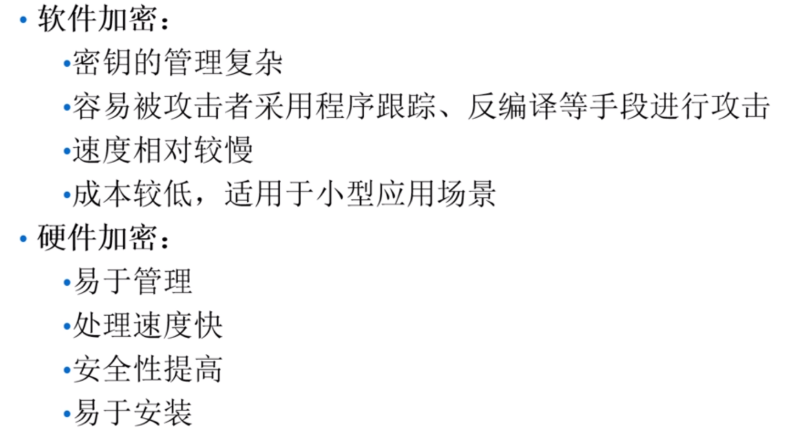 • 软件加密：
•密钥的管理复杂
•容易被攻击者采用程序跟踪、反编译等手段进行攻击
•速度相对较慢
•成本较低，适用于小型应用场景
• 硬件加密：
•易于管理
•处理速度快
•安全性提高
•易于安装